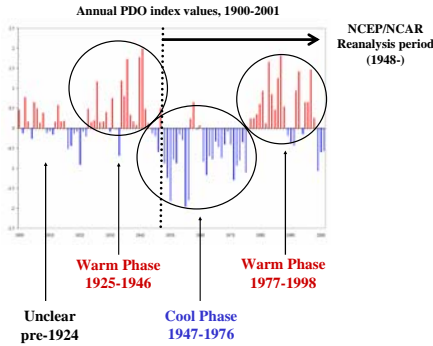 Annual PDO index values, 1900-2001
NCEP/NCAR
Reanalysis period
(1948-)
Warm Phase
1925-1946
Warm Phase
1977-1998
Unclear
pre-1924
Cool Phase
1947-1976